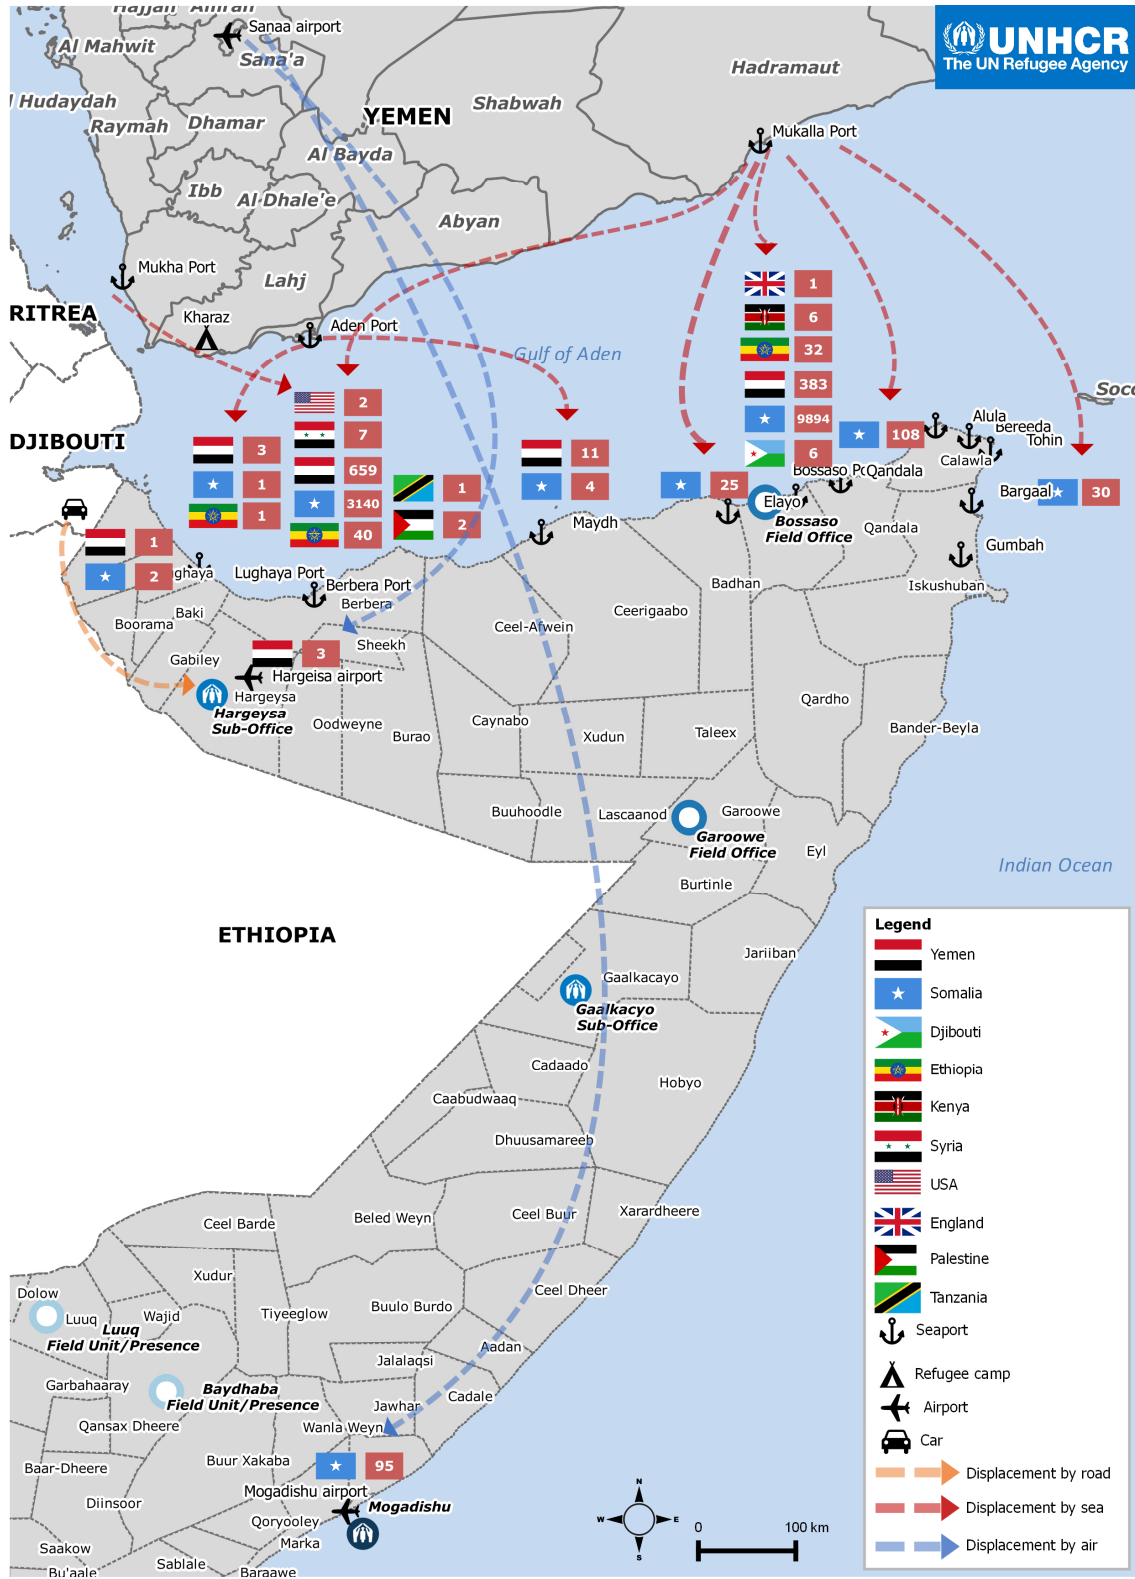 Hajjah
Amran
Sanaa airport
Al Mahwit
Sana'a
UNHCR
The UN Refugee Agency
Hadramaut
l Hudaydah
Raymah
Dhamar
YEMEN
Shabwah
Mukalla Port
Al Bayda
Ibb
Al Dhale'e
Abyan
Mukha Port
Lahj
RITREA
Kharaz
Aden Port
Gulf of Aden
1
6
32
383
9894
6
2
7
659
3140
40
3
1
1
1
2
11
4
25
108
30
Soco
DJIBOUTI
Alula
Bereeda
Tohin
Calawla
Bossaso Po
Qandala
Bargaal
Elayo
Bossaso
Field Office
Qandala
Maydh
Gumbah
1
2
ghaya
Lughaya Port
Berbera Port
Berbera
Badhan
Iskushuban
Baki
Boorama
Ceerigaabo
Ceel-Afwein
Sheekh
Gabiley
3
Hargeisa airport
Hargeysa
Hargeysa
Sub-Office
Oodweyne
Burao
Caynabo
Xudun
Taleex
Qardho
Bander-Beyla
Buuhoodle
Lascaanod
Garoowe
Garoowe
Field Office
Eyl
Burtinle
Indian Ocean
ETHIOPIA
Jariiban
Gaalkacayo
Gaalkacyo
Sub-Office
Cadaado
Hobyo
Caabudwaaq
Dhuusamareeb
Ceel Barde
Beled Weyn
Ceel Buur
Xarardheere
Xudur
Dolow
Luuq
Luuq
Field Unit/Presence
Wajid
Tiyeeglow
Buulo Burdo
Ceel Dheer
Aadan
Jalalaqsi
Garbahaaray
Baydhaba
Field Unit/Presence
Cadale
Jawhar
Qansax Dheere
Wanla Weyn
Buur Xakaba
95
Baar-Dheere
Mogadishu airport
Mogadishu
Diinsoor
Qoryooley
Marka
Saakow
Sablale
Bu'aale
Baraawe
N
W
E
S
0
100 km
Legend
Yemen
Somalia
Djibouti
Ethiopia
Kenya
Syria
USA
England
Palestine
Tanzania
Seaport
Refugee camp
Airport
Car
Displacement by road
Displacement by sea
Displacement by air